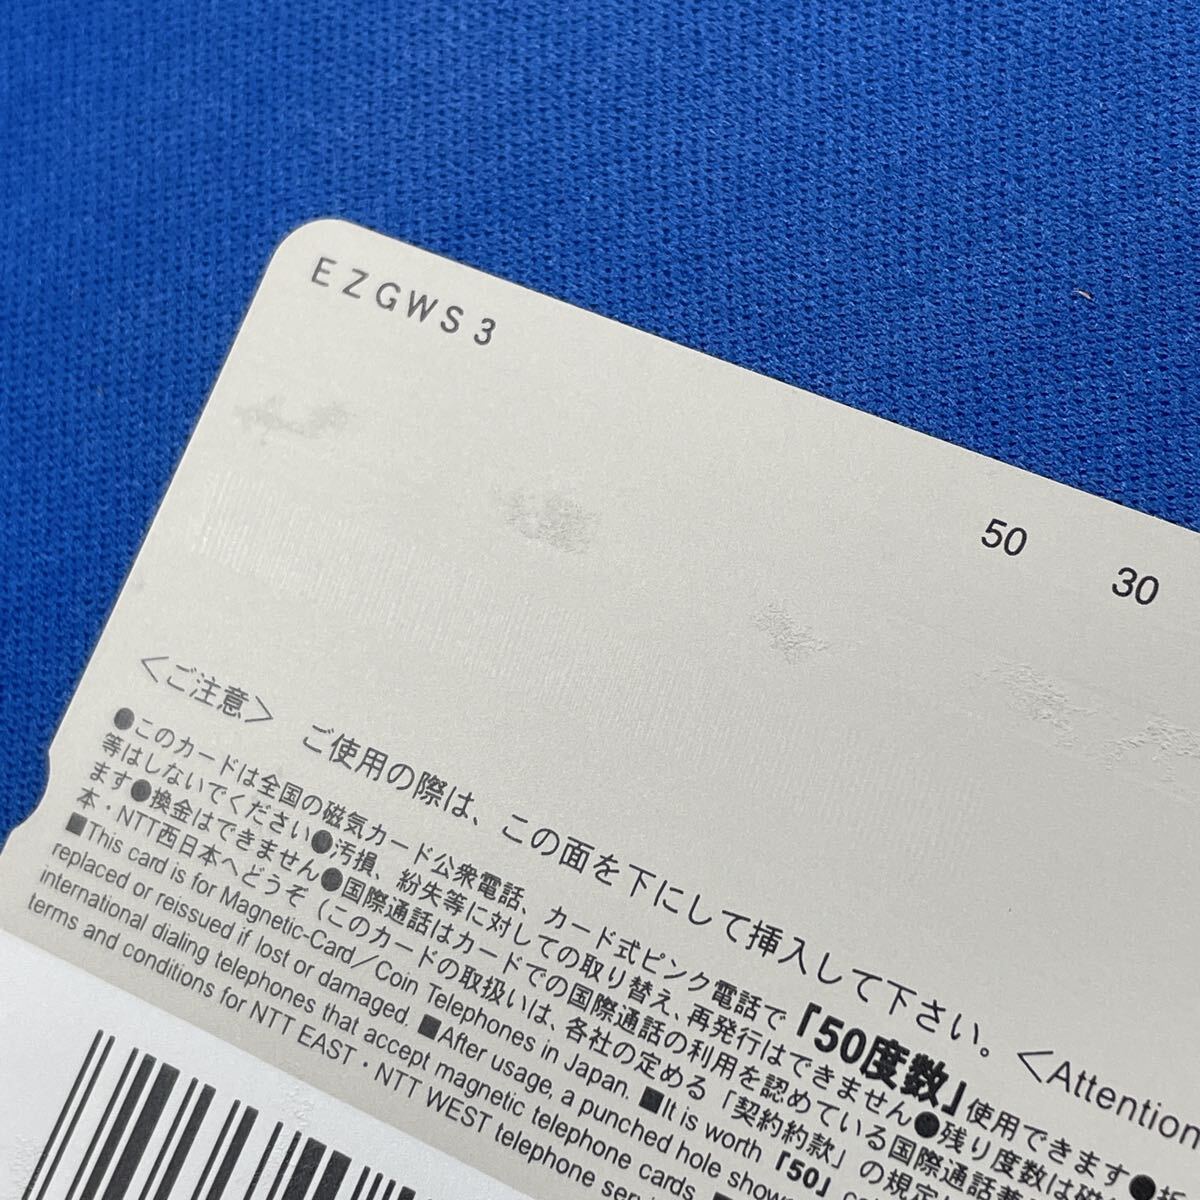 EZGWS3
50 30
＜ご注意＞ ご使用の際は、この面を下にして挿入して下さい。＜Attention
●このカードは全国の磁気カード公衆電話、カード式ピンク電話で「50度数」使用できます●
等はしないでください●汚損、紛失等に対しての取り替え、再発行はできません●残り度数は
ます●換金はできません●国際通話はカードでの国際通話の利用を認めている国際通話
本・NTT西日本へどうぞ（このカードの取扱いは、各社の定める「契約約款」の規定
■This card is for Magnetic-Card/Coin Telephones in Japan. ■It is worth「50」
replaced or reissued if lost or damaged. ■After usage, a punched hole
international dialing telephones that accept magnetic telephone cards.
terms and conditions for NTT EAST・NTT WEST telephone